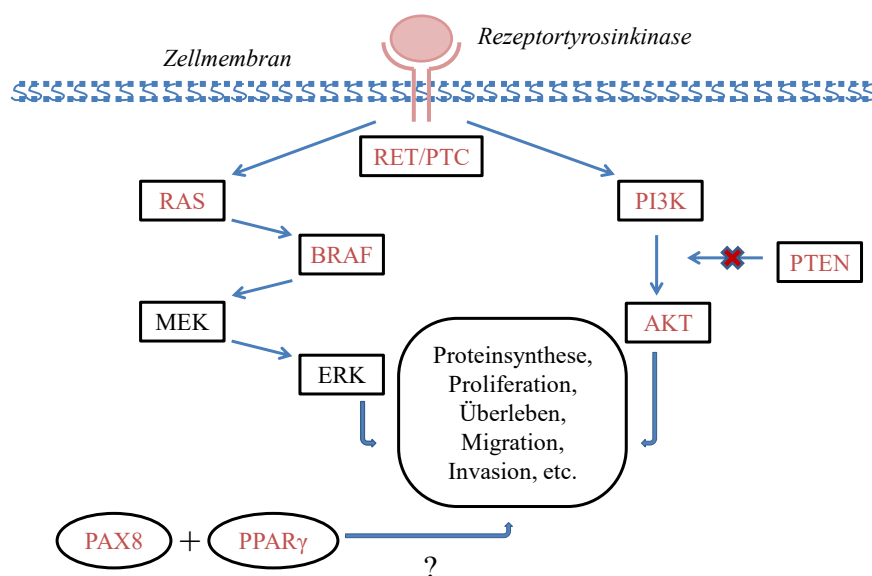 Zellmembran
Rezeptortyrosinkinase
RET/PTC
RAS
PI3K
BRAF
PTEN
MEK
AKT
ERK
Proteinsynthese,
Proliferation,
Überleben,
Migration,
Invasion, etc.
PAX8 + PPARγ
?